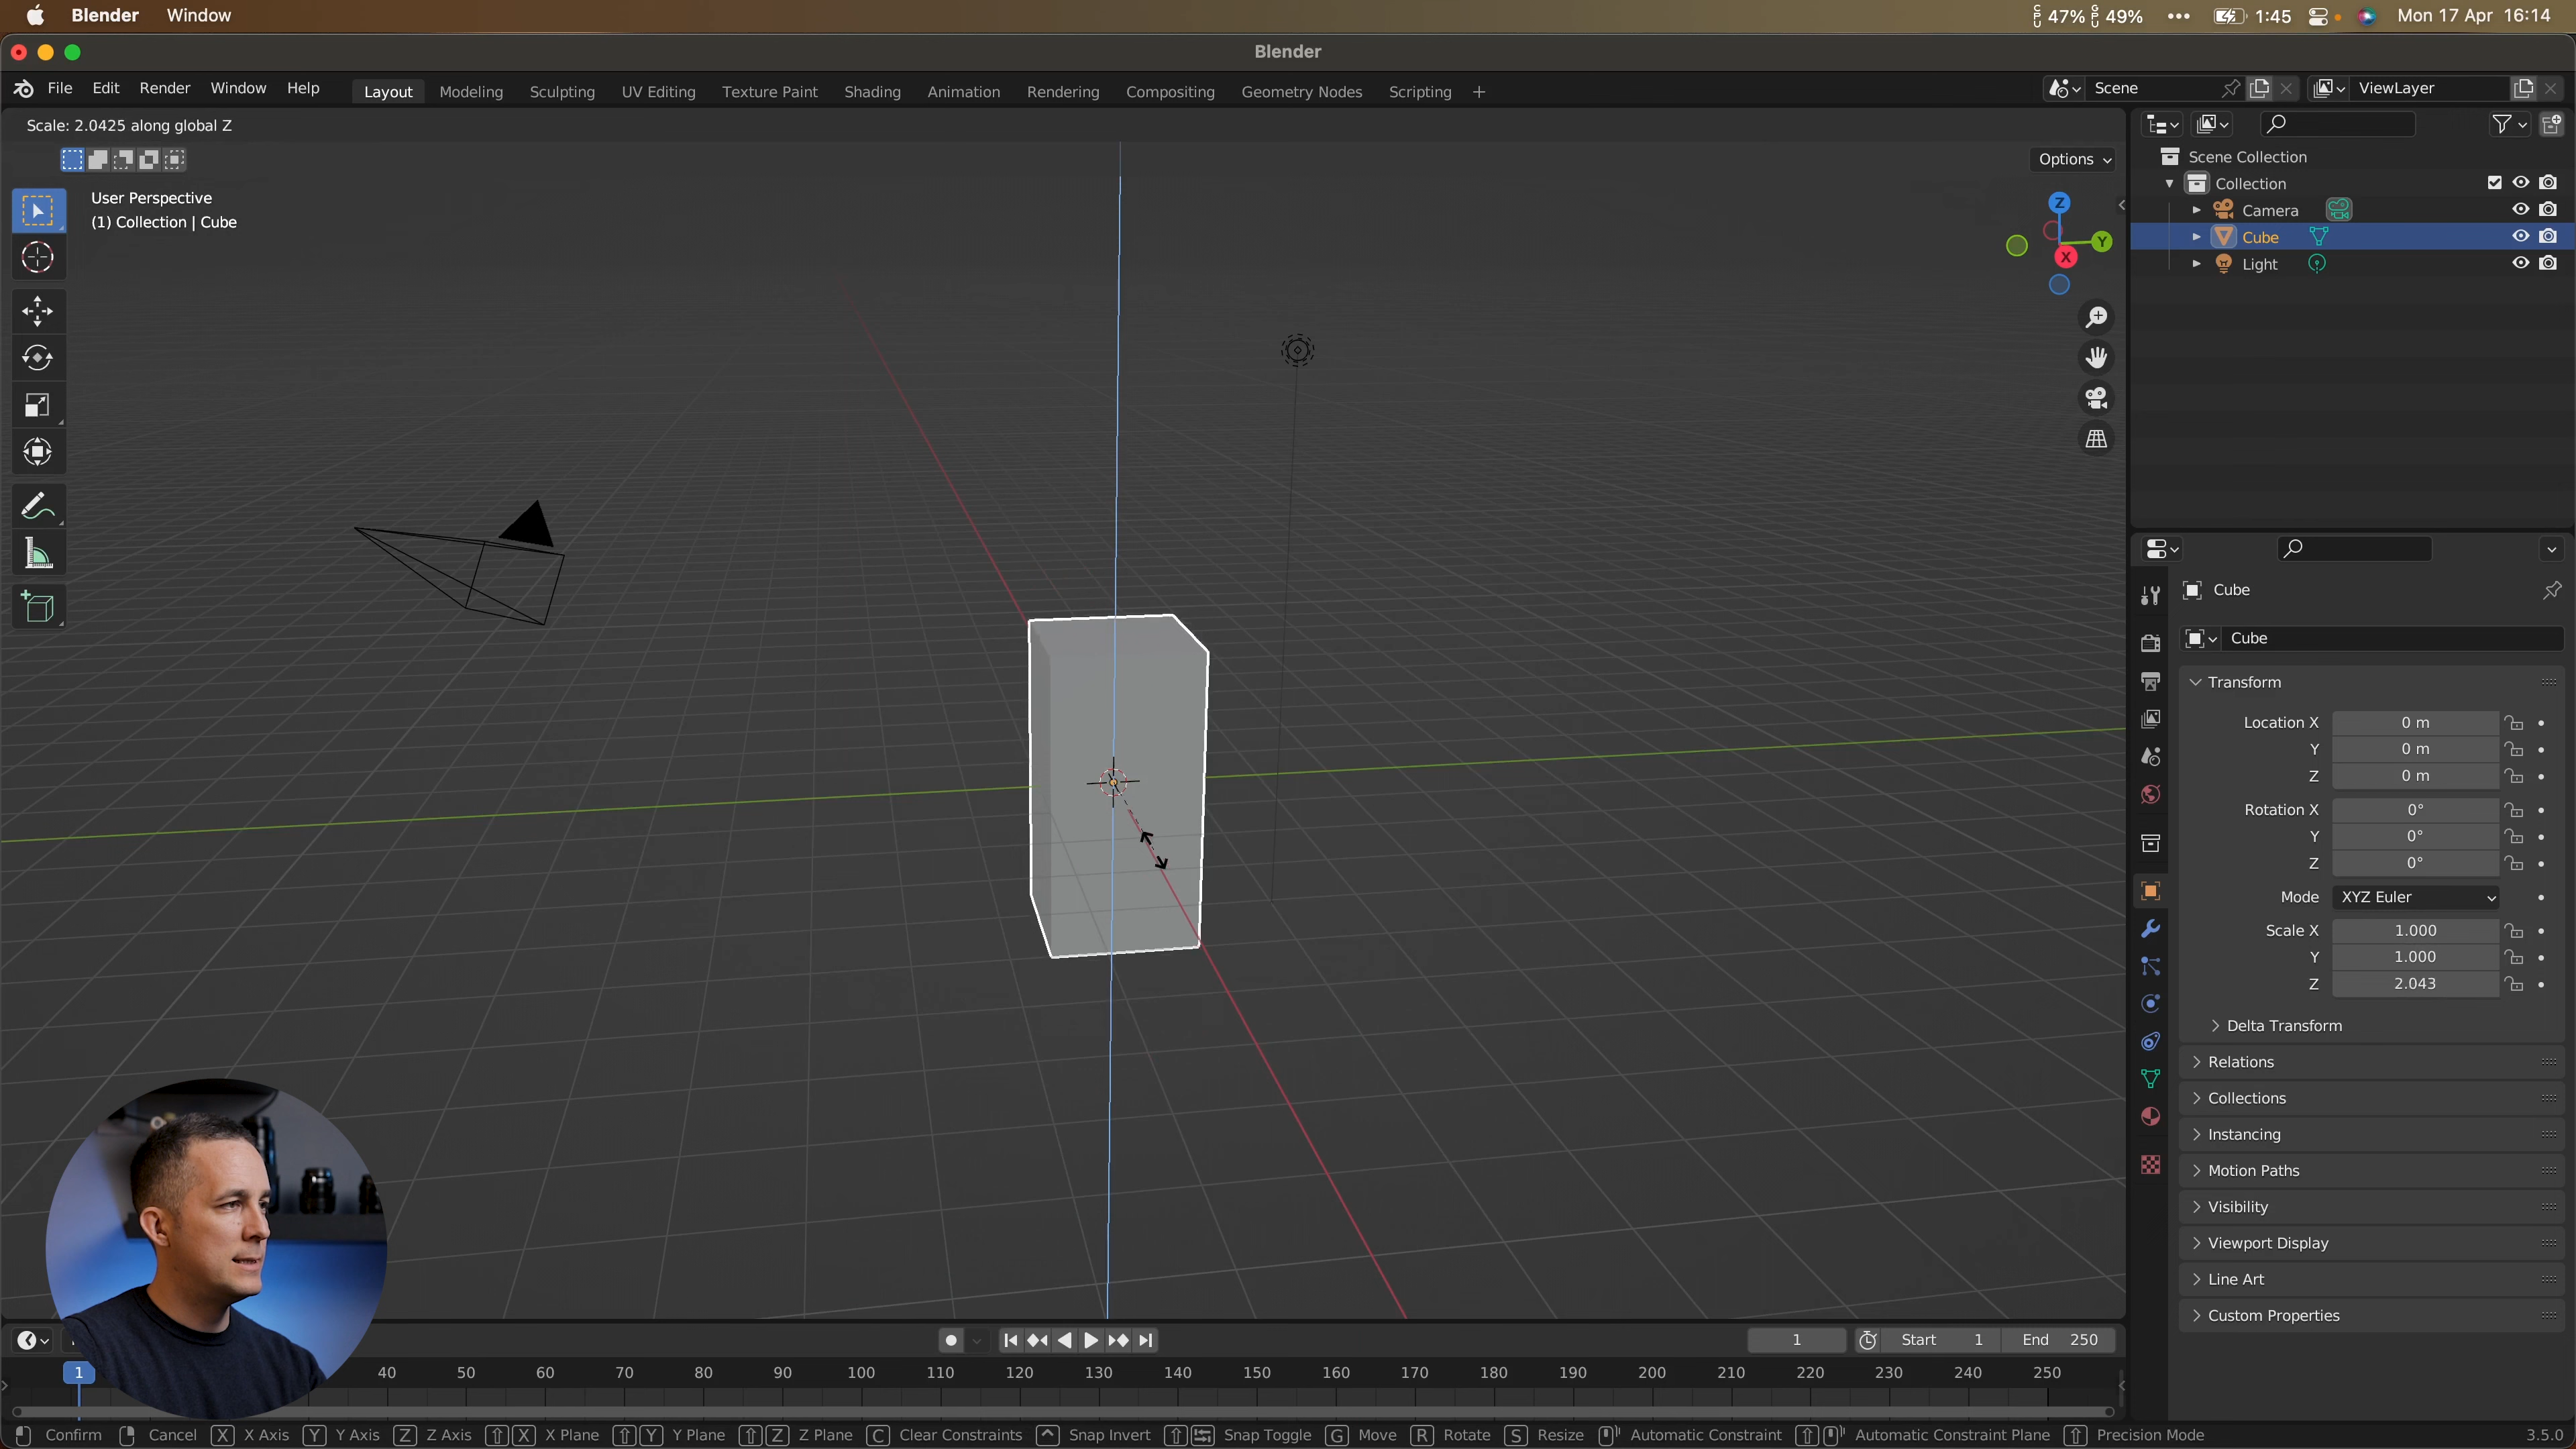 Blender Window
CPU 47% GPU 49% ••• 1:45 Mon 17 Apr 16:14
Blender
File Edit Render Window Help Layout Modeling Sculpting UV Editing Texture Paint Shading Animation Rendering Compositing Geometry Nodes Scripting +
Scene ViewLayer
Scale: 2.0425 along global Z
Options
User Perspective
(1) Collection | Cube
Z
Y
X
Scene Collection
Collection
Camera
Cube
Light
Cube
Cube
Transform
Location X 0 m
Y 0 m
Z 0 m
Rotation X 0°
Y 0°
Z 0°
Mode XYZ Euler
Scale X 1.000
Y 1.000
Z 2.043
Delta Transform
Relations
Collections
Instancing
Motion Paths
Visibility
Viewport Display
Line Art
Custom Properties
1 Start 1 End 250
1 40 50 60 70 80 90 100 110 120 130 140 150 160 170 180 190 200 210 220 230 240 250
Confirm Cancel X X Axis Y Y Axis Z Z Axis X X Plane Y Y Plane Z Z Plane C Clear Constraints Snap Invert Snap Toggle G Move R Rotate S Resize Automatic Constraint Automatic Constraint Plane Precision Mode 3.5.0